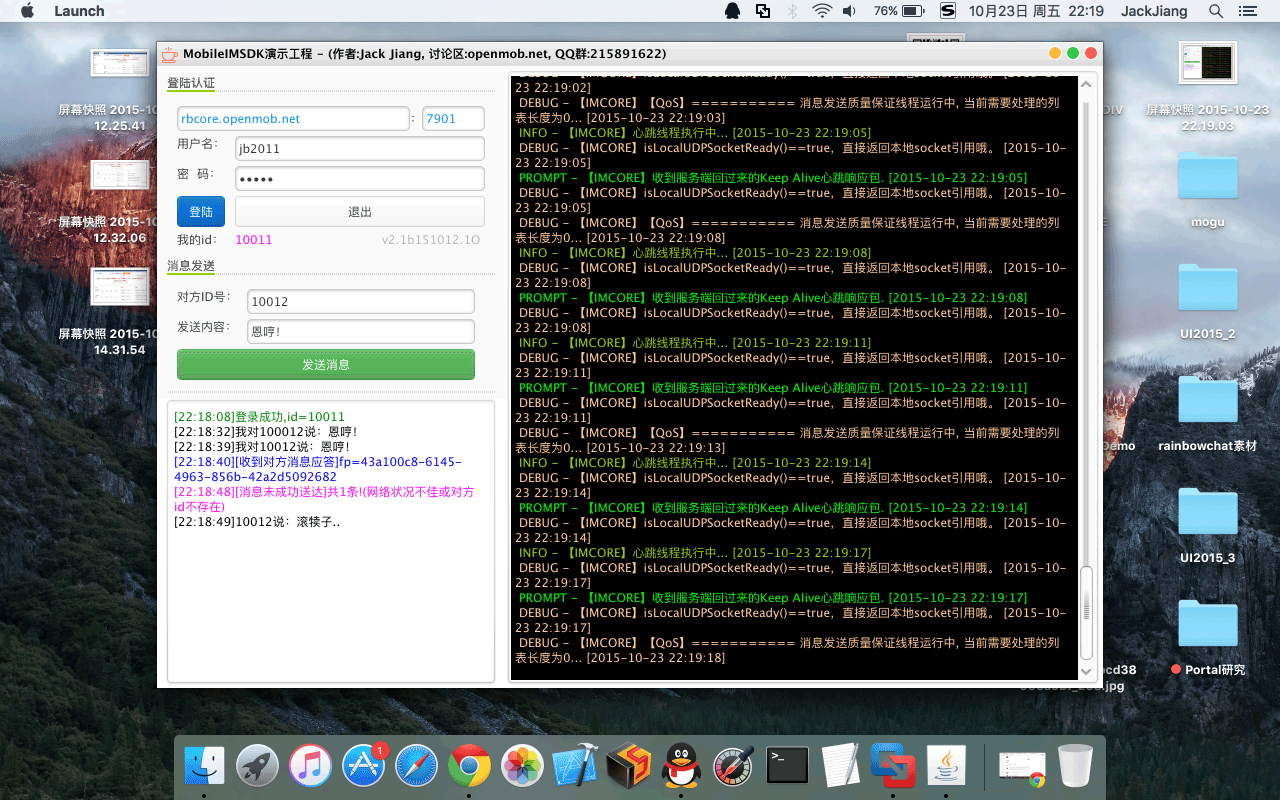 Launch
76%
10月23日 周五 22:19
JackJiang
MobileIMSDK演示工程 - (作者:Jack Jiang, 讨论区:openmob.net, QQ群:215891622)
屏幕快照 2015-10
12.25.41
屏幕快照 2015-10
12.32.06
屏幕快照 2015-10
14.31.54
登陆认证
rbcore.openmob.net
:
7901
用户名:
jb2011
密 码:
•••••
登陆
退出
我的id:
10011
v2.1b151012.1O
消息发送
对方ID号:
10012
发送内容:
恩哼!
发送消息
[22:18:08]登录成功,id=10011
[22:18:32]我对100012说：恩哼!
[22:18:39]我对10012说：恩哼!
[22:18:40][收到对方消息应答]fp=43a100c8-6145-
4963-856b-42a2d5092682
[22:18:48][消息未成功送达]共1条!(网络状况不佳或对方
id不存在)
[22:18:49]10012说：滚犊子..
23 22:19:02]
DEBUG - 【IMCORE】【QoS】=========== 消息发送质量保证线程运行中, 当前需要处理的列
表长度为0... [2015-10-23 22:19:03]
INFO - 【IMCORE】心跳线程执行中... [2015-10-23 22:19:05]
DEBUG - 【IMCORE】isLocalUDPSocketReady()==true，直接返回本地socket引用哦。 [2015-10-
23 22:19:05]
PROMPT - 【IMCORE】收到服务端回过来的Keep Alive心跳响应包. [2015-10-23 22:19:05]
DEBUG - 【IMCORE】isLocalUDPSocketReady()==true，直接返回本地socket引用哦。 [2015-10-
23 22:19:05]
DEBUG - 【IMCORE】【QoS】=========== 消息发送质量保证线程运行中, 当前需要处理的列
表长度为0... [2015-10-23 22:19:08]
INFO - 【IMCORE】心跳线程执行中... [2015-10-23 22:19:08]
DEBUG - 【IMCORE】isLocalUDPSocketReady()==true，直接返回本地socket引用哦。 [2015-10-
23 22:19:08]
PROMPT - 【IMCORE】收到服务端回过来的Keep Alive心跳响应包. [2015-10-23 22:19:08]
DEBUG - 【IMCORE】isLocalUDPSocketReady()==true，直接返回本地socket引用哦。 [2015-10-
23 22:19:08]
INFO - 【IMCORE】心跳线程执行中... [2015-10-23 22:19:11]
DEBUG - 【IMCORE】isLocalUDPSocketReady()==true，直接返回本地socket引用哦。 [2015-10-
23 22:19:11]
PROMPT - 【IMCORE】收到服务端回过来的Keep Alive心跳响应包. [2015-10-23 22:19:11]
DEBUG - 【IMCORE】isLocalUDPSocketReady()==true，直接返回本地socket引用哦。 [2015-10-
23 22:19:11]
DEBUG - 【IMCORE】【QoS】=========== 消息发送质量保证线程运行中, 当前需要处理的列
表长度为0... [2015-10-23 22:19:13]
INFO - 【IMCORE】心跳线程执行中... [2015-10-23 22:19:14]
DEBUG - 【IMCORE】isLocalUDPSocketReady()==true，直接返回本地socket引用哦。 [2015-10-
23 22:19:14]
PROMPT - 【IMCORE】收到服务端回过来的Keep Alive心跳响应包. [2015-10-23 22:19:14]
DEBUG - 【IMCORE】isLocalUDPSocketReady()==true，直接返回本地socket引用哦。 [2015-10-
23 22:19:14]
INFO - 【IMCORE】心跳线程执行中... [2015-10-23 22:19:17]
DEBUG - 【IMCORE】isLocalUDPSocketReady()==true，直接返回本地socket引用哦。 [2015-10-
23 22:19:17]
PROMPT - 【IMCORE】收到服务端回过来的Keep Alive心跳响应包. [2015-10-23 22:19:17]
DEBUG - 【IMCORE】isLocalUDPSocketReady()==true，直接返回本地socket引用哦。 [2015-10-
23 22:19:17]
DEBUG - 【IMCORE】【QoS】=========== 消息发送质量保证线程运行中, 当前需要处理的列
表长度为0... [2015-10-23 22:19:18]
DIV
屏幕快照 2015-10-23
22.19.03
mogu
UI2015_2
Demo
rainbowchat素材
UI2015_3
cd38
Portal研究
1
>_